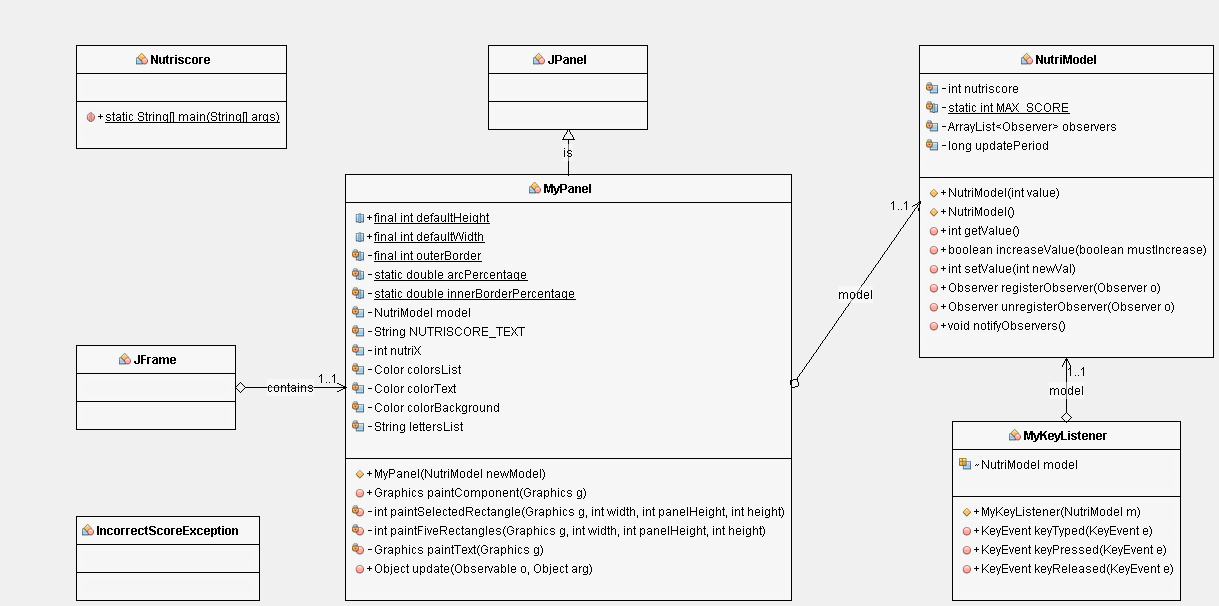 Nutriscore
+static String[] main(String[] args)
JPanel
is
MyPanel
+final int defaultHeight
+final int defaultWidth
-final int outerBorder
-static double arcPercentage
-static double innerBorderPercentage
-NutriModel model
-String NUTRISCORE_TEXT
-int nutriX
-Color colorsList
-Color colorText
-Color colorBackground
-String lettersList
+MyPanel(NutriModel newModel)
+Graphics paintComponent(Graphics g)
-int paintSelectedRectangle(Graphics g, int width, int panelHeight, int height)
-int paintFiveRectangles(Graphics g, int width, int panelHeight, int height)
-Graphics paintText(Graphics g)
+Object update(Observable o, Object arg)
JFrame
contains
1..1
IncorrectScoreException
model
1..1
NutriModel
-int nutriscore
-static int MAX_SCORE
-ArrayList<Observer> observers
-long updatePeriod
+NutriModel(int value)
+NutriModel()
+int getValue()
+boolean increaseValue(boolean mustIncrease)
+int setValue(int newVal)
+Observer registerObserver(Observer o)
+Observer unregisterObserver(Observer o)
+void notifyObservers()
1..1
model
MyKeyListener
~NutriModel model
+MyKeyListener(NutriModel m)
+KeyEvent keyTyped(KeyEvent e)
+KeyEvent keyPressed(KeyEvent e)
+KeyEvent keyReleased(KeyEvent e)